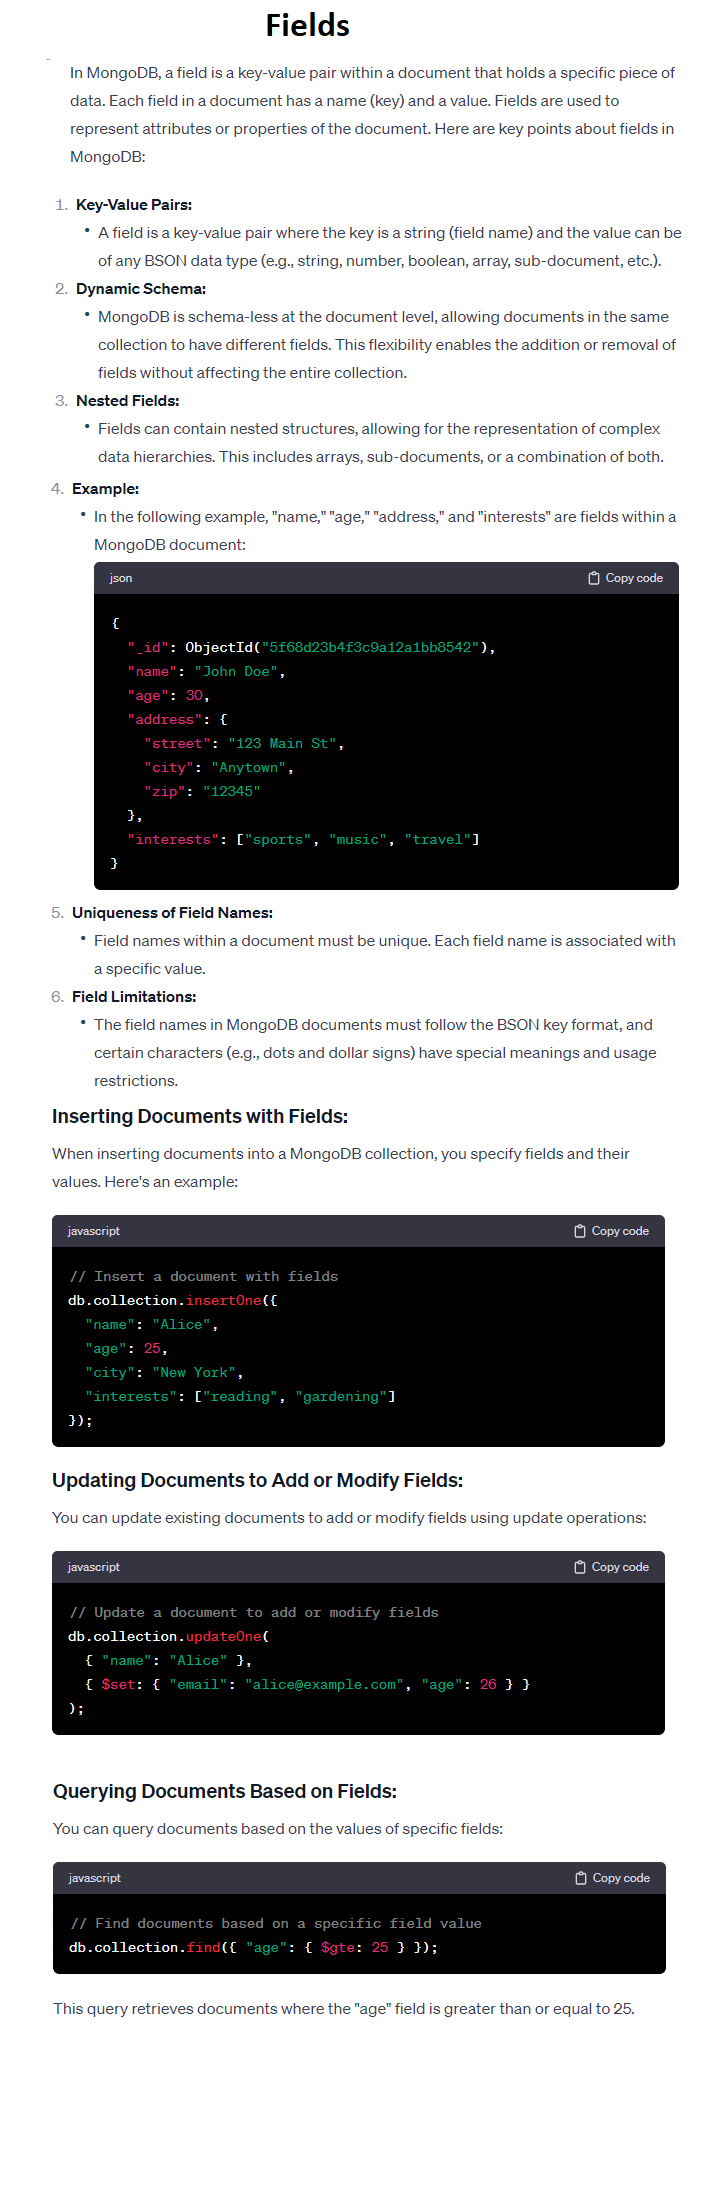 Fields
In MongoDB, a field is a key-value pair within a document that holds a specific piece of
data. Each field in a document has a name (key) and a value. Fields are used to
represent attributes or properties of the document. Here are key points about fields in
MongoDB:
1. Key-Value Pairs:
• A field is a key-value pair where the key is a string (field name) and the value can be
of any BSON data type (e.g., string, number, boolean, array, sub-document, etc.).
2. Dynamic Schema:
• MongoDB is schema-less at the document level, allowing documents in the same
collection to have different fields. This flexibility enables the addition or removal of
fields without affecting the entire collection.
3. Nested Fields:
• Fields can contain nested structures, allowing for the representation of complex
data hierarchies. This includes arrays, sub-documents, or a combination of both.
4. Example:
• In the following example, "name," "age," "address," and "interests" are fields within a
MongoDB document:
json Copy code
{
"_id": ObjectId("5f68d23b4f3c9a12a1bb8542"),
"name": "John Doe",
"age": 30,
"address": {
"street": "123 Main St",
"city": "Anytown",
"zip": "12345"
},
"interests": ["sports", "music", "travel"]
}
5. Uniqueness of Field Names:
• Field names within a document must be unique. Each field name is associated with
a specific value.
6. Field Limitations:
• The field names in MongoDB documents must follow the BSON key format, and
certain characters (e.g., dots and dollar signs) have special meanings and usage
restrictions.
Inserting Documents with Fields:
When inserting documents into a MongoDB collection, you specify fields and their
values. Here's an example:
javascript Copy code
// Insert a document with fields
db.collection.insertOne({
"name": "Alice",
"age": 25,
"city": "New York",
"interests": ["reading", "gardening"]
});
Updating Documents to Add or Modify Fields:
You can update existing documents to add or modify fields using update operations:
javascript Copy code
// Update a document to add or modify fields
db.collection.updateOne(
{ "name": "Alice" },
{ $set: { "email": "alice@example.com", "age": 26 } }
);
Querying Documents Based on Fields:
You can query documents based on the values of specific fields:
javascript Copy code
// Find documents based on a specific field value
db.collection.find({ "age": { $gte: 25 } });
This query retrieves documents where the "age" field is greater than or equal to 25.